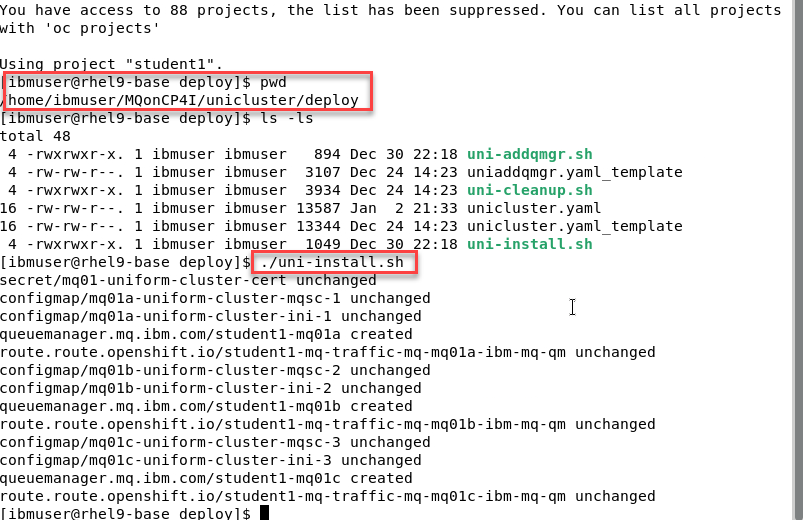 You have access to 88 projects, the list has been suppressed. You can list all projects
with 'oc projects'
Using project "student1".
[ibmuser@rhel9-base deploy]$ pwd
/home/ibmuser/MQonCP4I/unicluster/deploy
[ibmuser@rhel9-base deploy]$ ls -ls
total 48
4 -rwxrwxr-x. 1 ibmuser ibmuser 894 Dec 30 22:18 uni-addqmgr.sh
4 -rw-rw-r--. 1 ibmuser ibmuser 3107 Dec 24 14:23 uniaddqmgr.yaml_template
4 -rwxrwxr-x. 1 ibmuser ibmuser 3934 Dec 24 14:23 uni-cleanup.sh
16 -rw-rw-r--. 1 ibmuser ibmuser 13587 Jan 2 21:33 unicluster.yaml
16 -rw-rw-r--. 1 ibmuser ibmuser 13344 Dec 24 14:23 unicluster.yaml_template
4 -rwxrwxr-x. 1 ibmuser ibmuser 1049 Dec 30 22:18 uni-install.sh
[ibmuser@rhel9-base deploy]$ ./uni-install.sh
secret/mq01-uniform-cluster-cert unchanged
configmap/mq01a-uniform-cluster-mqsc-1 unchanged
configmap/mq01a-uniform-cluster-ini-1 unchanged
queuemanager.mq.ibm.com/student1-mq01a created
route.route.openshift.io/student1-mq-traffic-mq-mq01a-ibm-mq-qm unchanged
configmap/mq01b-uniform-cluster-mqsc-2 unchanged
configmap/mq01b-uniform-cluster-ini-2 unchanged
queuemanager.mq.ibm.com/student1-mq01b created
route.route.openshift.io/student1-mq-traffic-mq-mq01b-ibm-mq-qm unchanged
configmap/mq01c-uniform-cluster-mqsc-3 unchanged
configmap/mq01c-uniform-cluster-ini-3 unchanged
queuemanager.mq.ibm.com/student1-mq01c created
route.route.openshift.io/student1-mq-traffic-mq-mq01c-ibm-mq-qm unchanged
[ibmuser@rhel9-base deploy]$